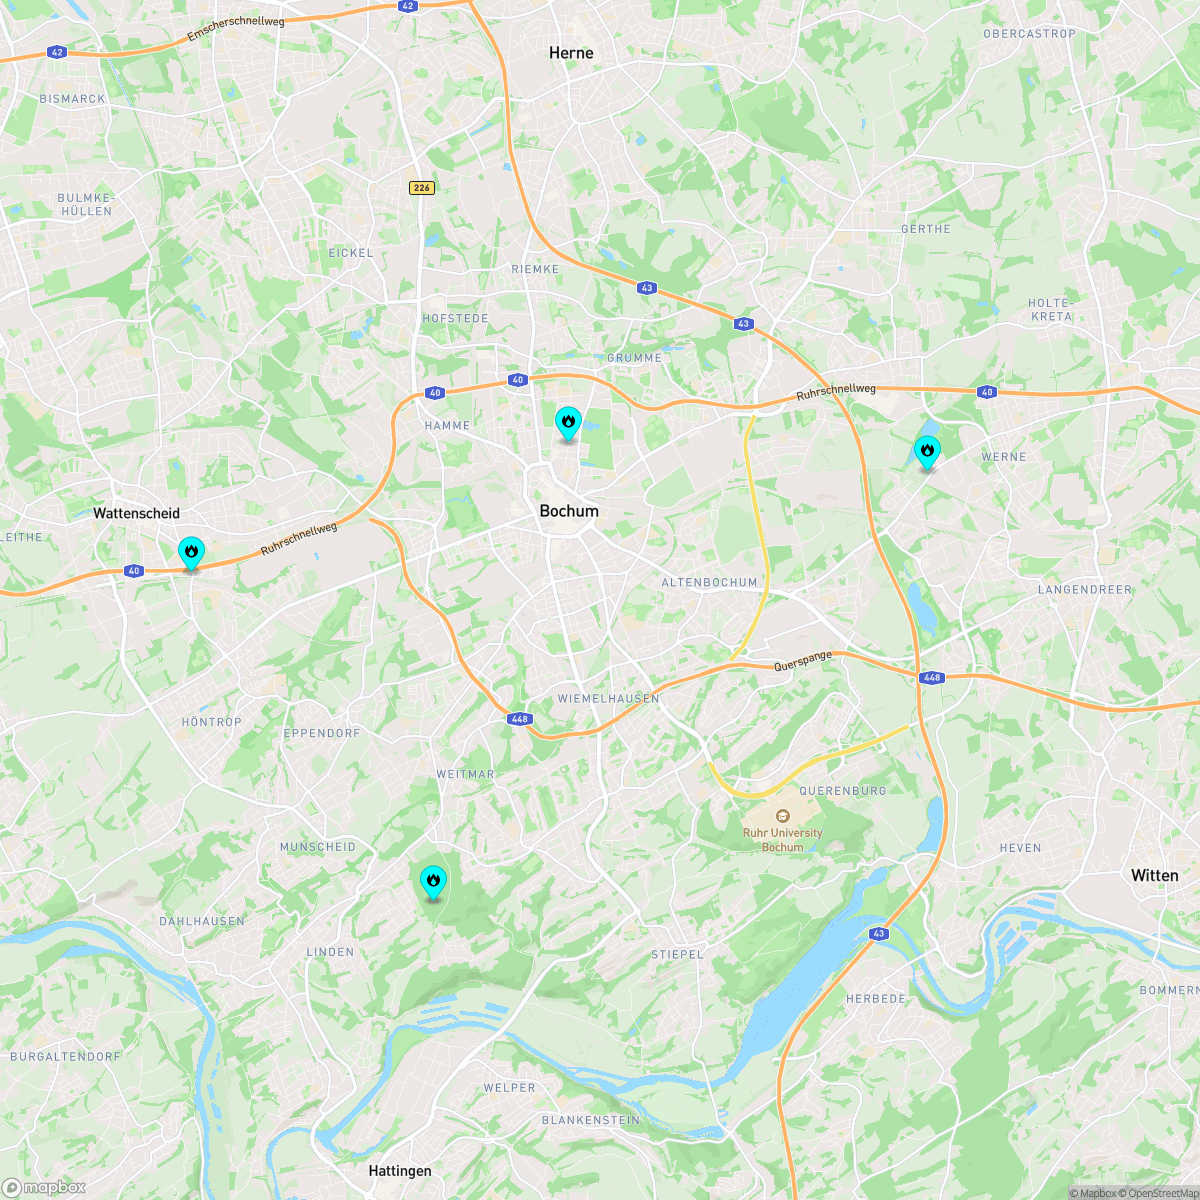 42
Emscherschnellweg
42
Herne
OBERCASTROP
BISMARCK
226
BULMKE-
HÜLLEN
EICKEL
RIEMKE
GERTHE
43
HOLTE-
KRETA
HOFSTEDE
43
GRUMME
40
40
Ruhrschnellweg
40
HAMME
WERNE
Wattenscheid
Bochum
LEITHE
Ruhrschnellweg
40
ALTENBOCHUM
LANGENDREER
Querspange
448
WIEMELHAUSEN
HÖNTROP
448
EPPENDORF
WEITMAR
QUERENBURG
Ruhr University
Bochum
MUNSCHEID
HEVEN
Witten
DAHLHAUSEN
43
LINDEN
STIEPEL
BOMMERN
HERBEDE
BURGALTENDORF
WELPER
BLANKENSTEIN
Hattingen
mapbox
© Mapbox © OpenStreetMap